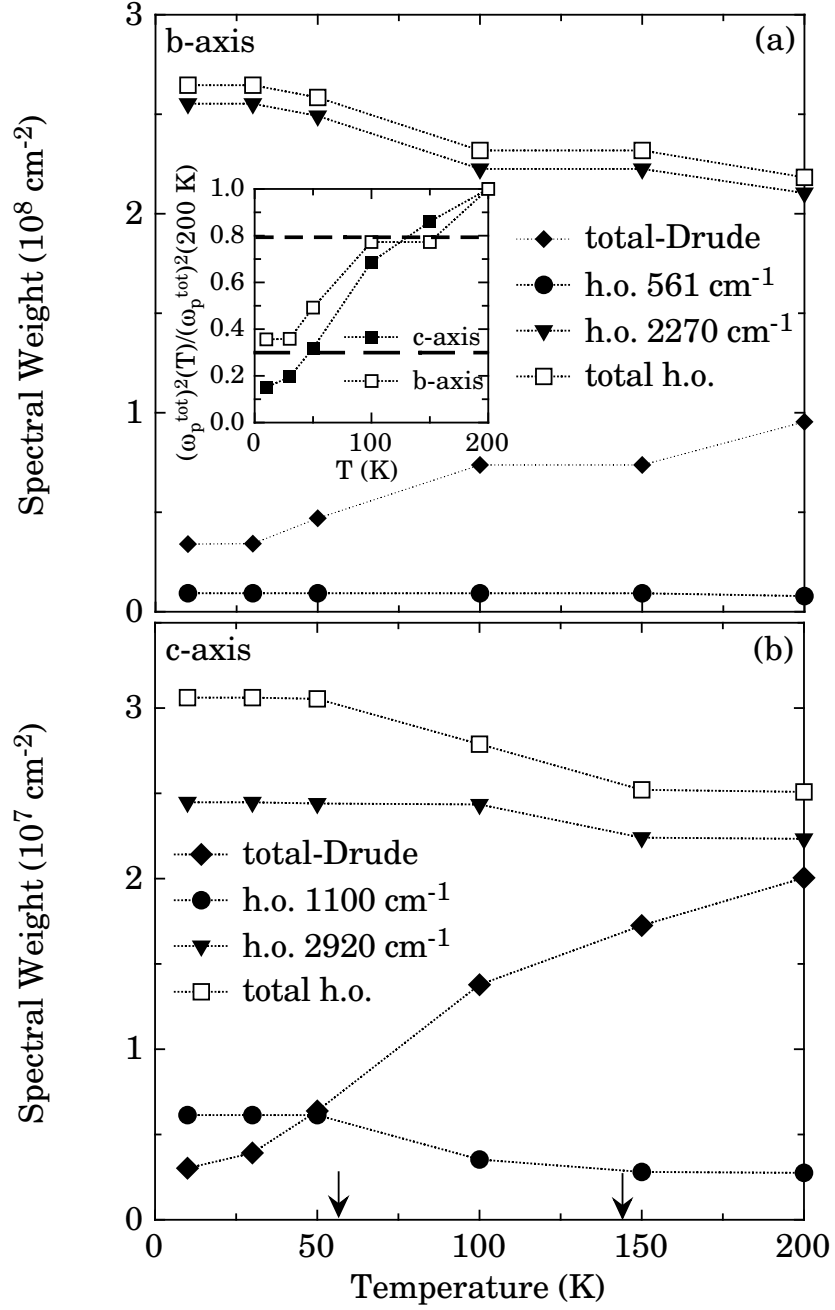 3
b-axis
(a)
2
1
0
Spectral Weight (10⁸ cm⁻²)
1.0
0.8
0.6
0.4
0.2
0.0
0
100
200
T (K)
(ωₚᵗᵒᵗ)²(T)/(ωₚᵗᵒᵗ)²(200 K)
c-axis
b-axis
total-Drude
h.o. 561 cm⁻¹
h.o. 2270 cm⁻¹
total h.o.
c-axis
(b)
3
2
1
0
Spectral Weight (10⁷ cm⁻²)
total-Drude
h.o. 1100 cm⁻¹
h.o. 2920 cm⁻¹
total h.o.
0
50
100
150
200
Temperature (K)